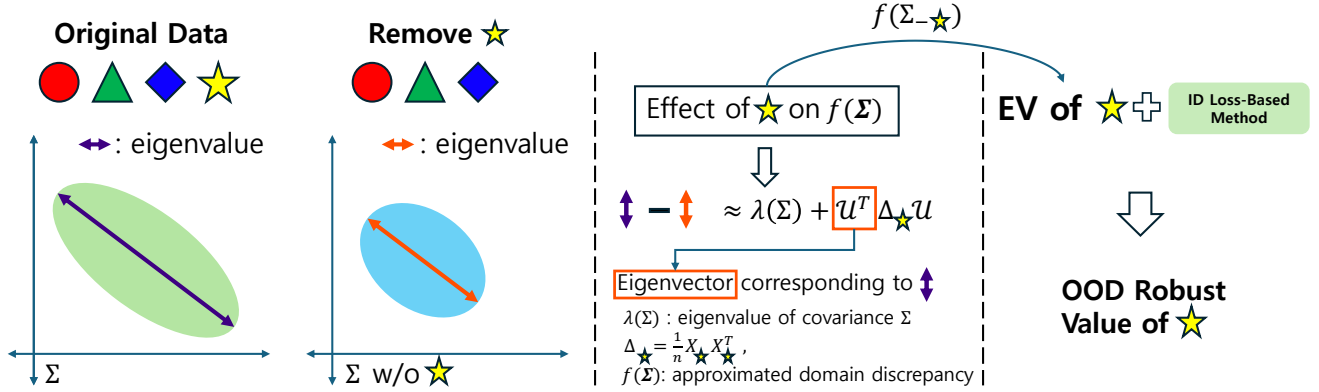 Original Data
: eigenvalue
Σ
Remove ⭐
: eigenvalue
Σ w/o ⭐
Effect of ⭐ on f(Σ)
− ≈ λ(Σ) + 𝒰ᵀ Δ⭐ 𝒰
Eigenvector corresponding to
λ(Σ) : eigenvalue of covariance Σ
Δ⭐ = 1/n X⭐ X⭐ᵀ ,
f(Σ): approximated domain discrepancy
f(Σ₋⭐)
EV of ⭐ + ID Loss-Based
Method
OOD Robust
Value of ⭐